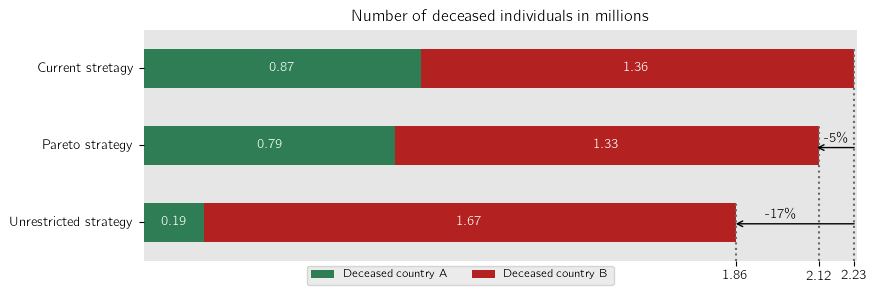 Number of deceased individuals in millions
Current stretagy
0.87
1.36
Pareto strategy
0.79
1.33
-5%
Unrestricted strategy
0.19
1.67
-17%
Deceased country A
Deceased country B
1.86
2.12
2.23